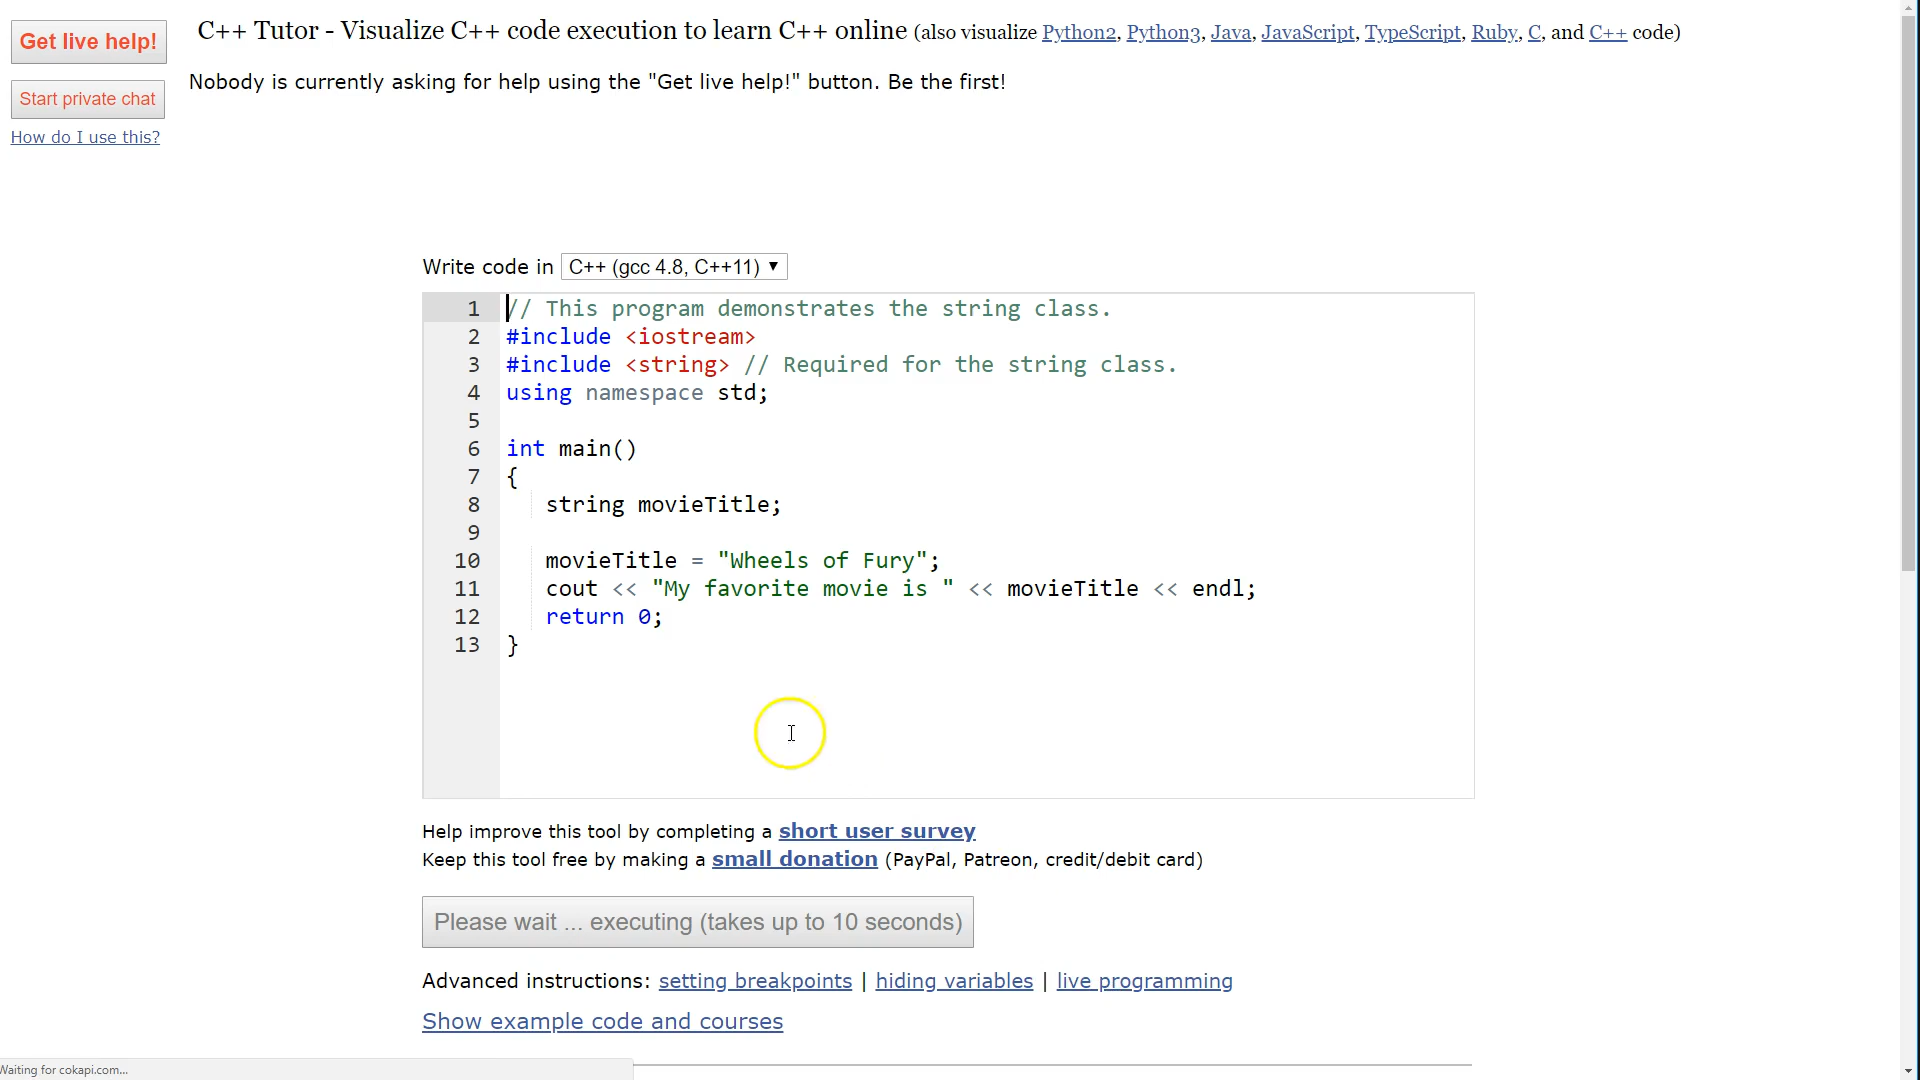 Get live help!
C++ Tutor - Visualize C++ code execution to learn C++ online (also visualize Python2, Python3, Java, JavaScript, TypeScript, Ruby, C, and C++ code)
Start private chat
Nobody is currently asking for help using the "Get live help!" button. Be the first!
How do I use this?
Write code in C++ (gcc 4.8, C++11) ▼
1 // This program demonstrates the string class.
2 #include <iostream>
3 #include <string> // Required for the string class.
4 using namespace std;
5
6 int main()
7 {
8 string movieTitle;
9
10 movieTitle = "Wheels of Fury";
11 cout << "My favorite movie is " << movieTitle << endl;
12 return 0;
13 }
Help improve this tool by completing a short user survey
Keep this tool free by making a small donation (PayPal, Patreon, credit/debit card)
Please wait ... executing (takes up to 10 seconds)
Advanced instructions: setting breakpoints | hiding variables | live programming
Show example code and courses
Waiting for cokapi.com...